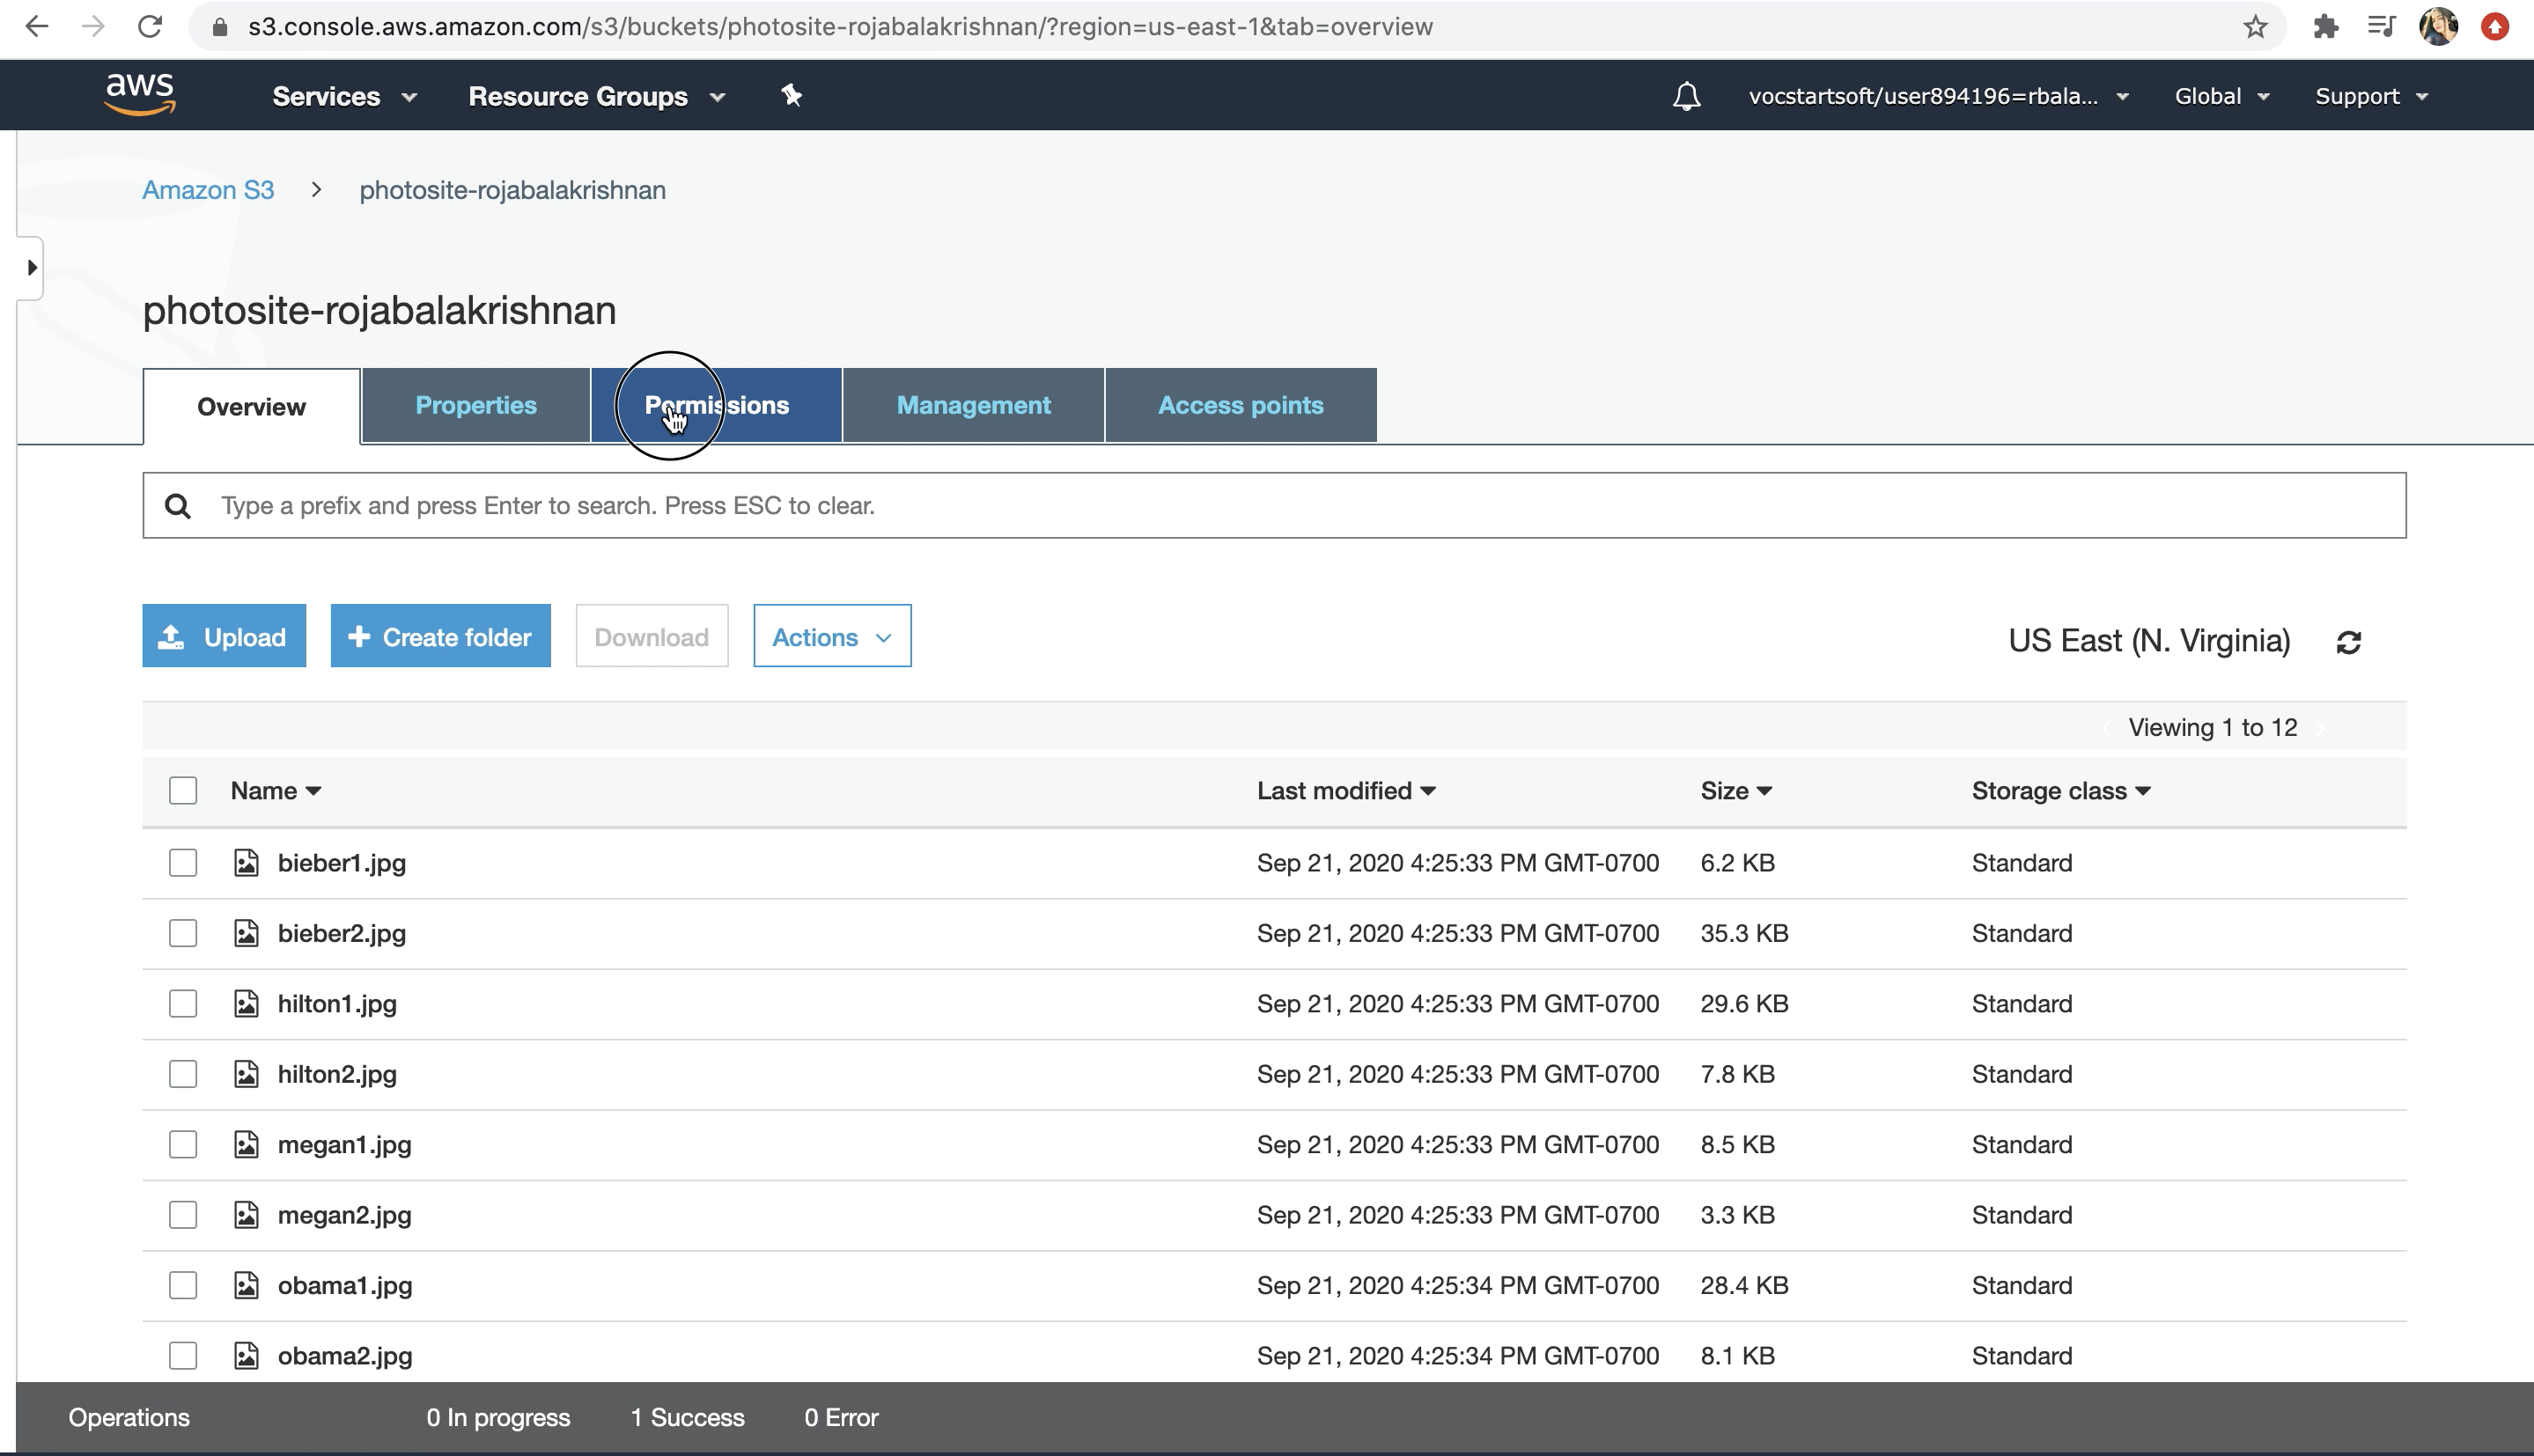 s3.console.aws.amazon.com/s3/buckets/photosite-rojabalakrishnan/?region=us-east-1&tab=overview
aws Services Resource Groups vocstartsoft/user894196=rbala... Global Support
Amazon S3 > photosite-rojabalakrishnan
photosite-rojabalakrishnan
Overview Properties Permissions Management Access points
Type a prefix and press Enter to search. Press ESC to clear.
Upload + Create folder Download Actions US East (N. Virginia)
Viewing 1 to 12
Name Last modified Size Storage class
bieber1.jpg Sep 21, 2020 4:25:33 PM GMT-0700 6.2 KB Standard
bieber2.jpg Sep 21, 2020 4:25:33 PM GMT-0700 35.3 KB Standard
hilton1.jpg Sep 21, 2020 4:25:33 PM GMT-0700 29.6 KB Standard
hilton2.jpg Sep 21, 2020 4:25:33 PM GMT-0700 7.8 KB Standard
megan1.jpg Sep 21, 2020 4:25:33 PM GMT-0700 8.5 KB Standard
megan2.jpg Sep 21, 2020 4:25:33 PM GMT-0700 3.3 KB Standard
obama1.jpg Sep 21, 2020 4:25:34 PM GMT-0700 28.4 KB Standard
obama2.jpg Sep 21, 2020 4:25:34 PM GMT-0700 8.1 KB Standard
Operations 0 In progress 1 Success 0 Error